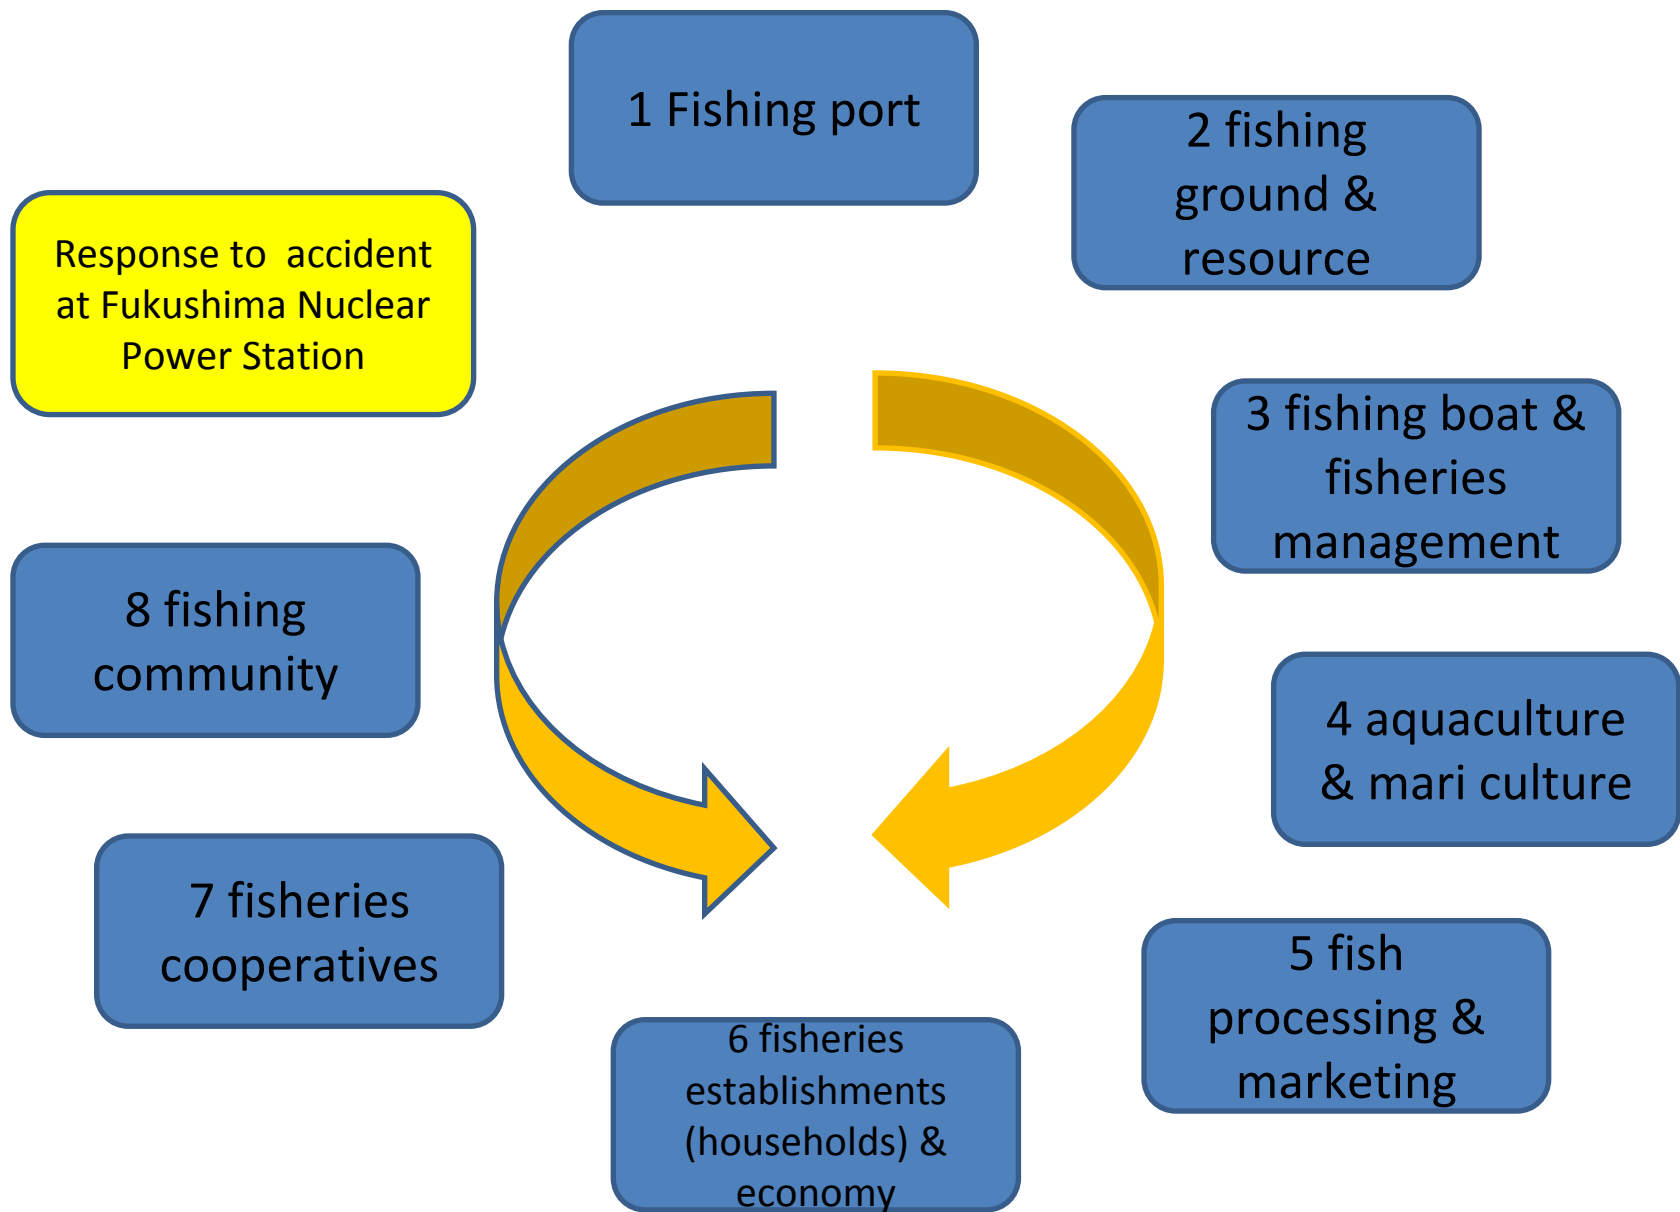 1 Fishing port
2 fishing
ground &
resource
Response to  accident
at Fukushima Nuclear
Power Station
3 fishing boat &
fisheries
management
8 fishing
community
4 aquaculture
& mari culture
7 fisheries
cooperatives
5 fish
processing &
marketing
6 fisheries
establishments
(households) &
economy